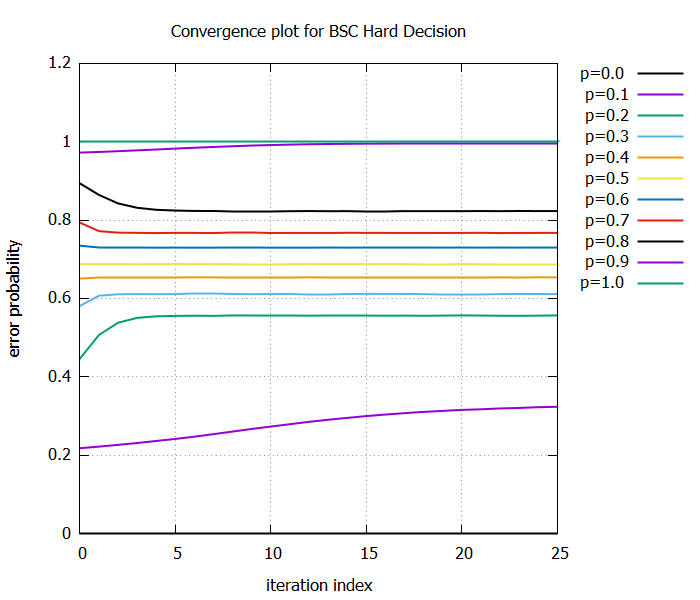 Convergence plot for BSC Hard Decision
1.2
1
0.8
0.6
0.4
0.2
0
0
5
10
15
20
25
error probability
iteration index
p=0.0
p=0.1
p=0.2
p=0.3
p=0.4
p=0.5
p=0.6
p=0.7
p=0.8
p=0.9
p=1.0